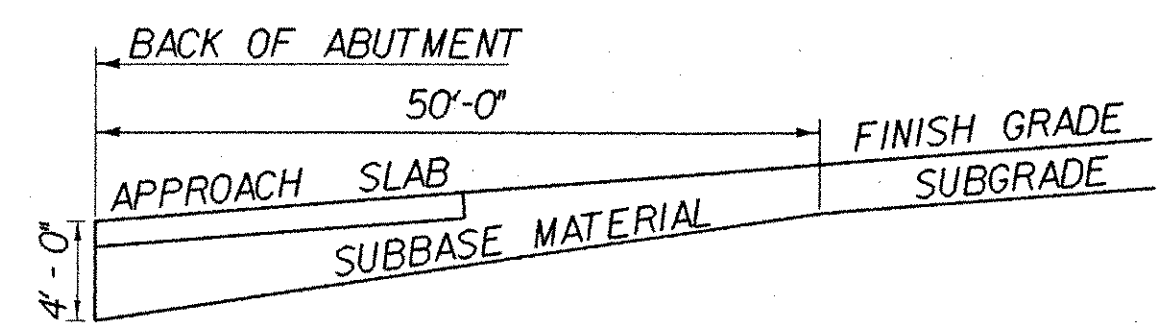 BACK OF ABUTMENT
50'-0"
FINISH GRADE
APPROACH SLAB
SUBGRADE
SUBBASE MATERIAL
4'-0"